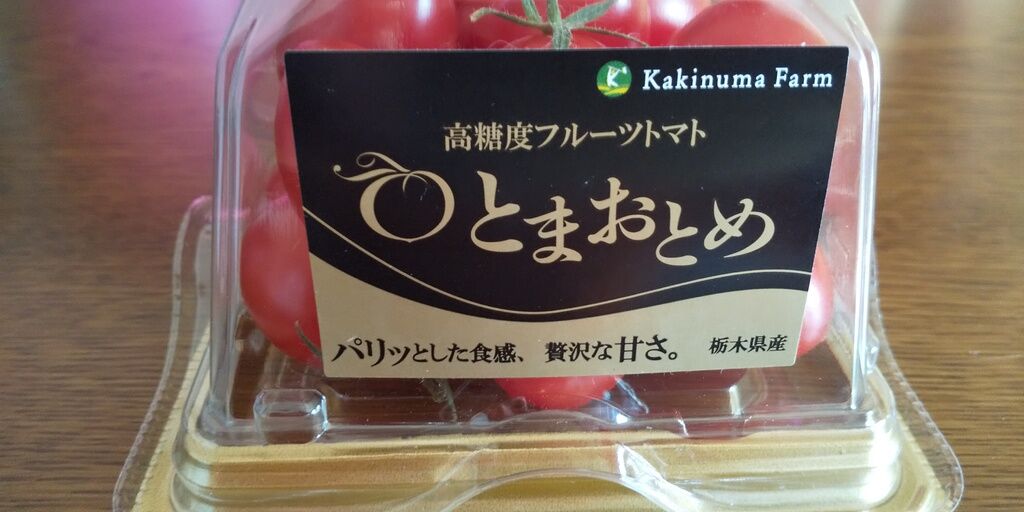 Kakinuma Farm
高糖度フルーツトマト
とまおとめ
パリッとした食感、贅沢な甘さ。 栃木県産